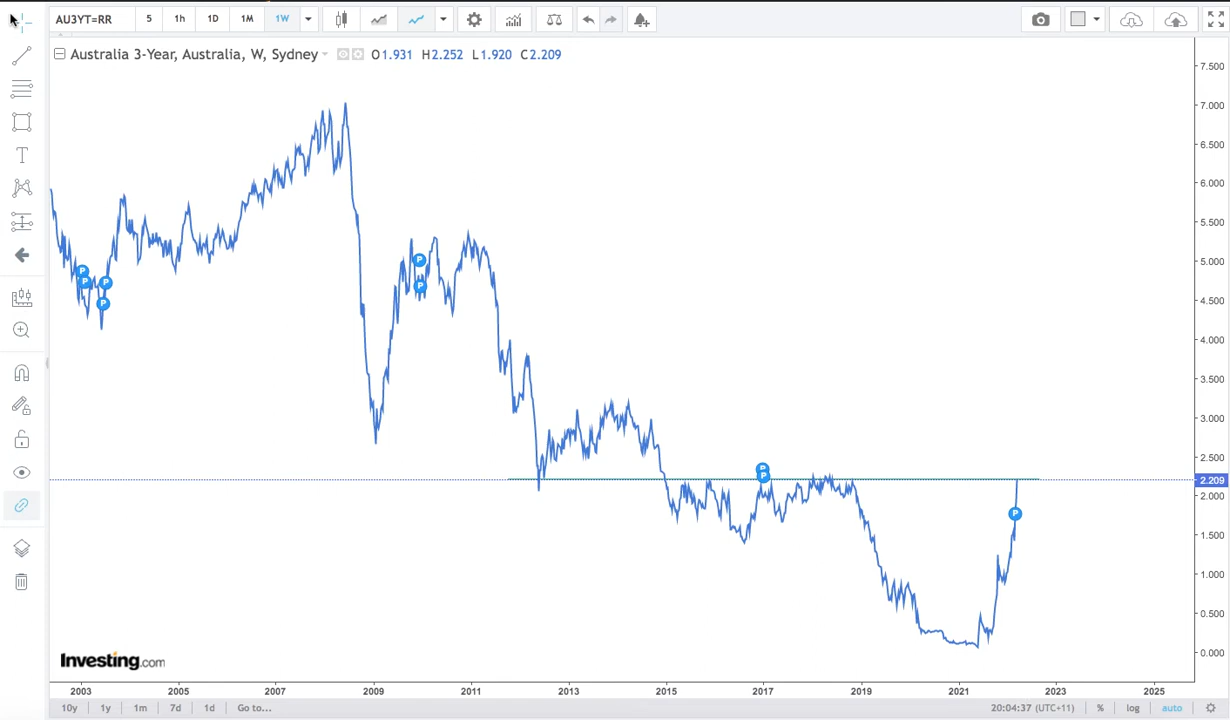 AU3YT=RR 5 1h 1D 1M 1W
Australia 3-Year, Australia, W, Sydney O1.931 H2.252 L1.920 C2.209
7.500
7.000
6.500
6.000
5.500
5.000
4.500
4.000
3.500
3.000
2.500
2.209
2.000
1.500
1.000
0.500
0.000
P
P
P
P
P
P
P
P
P
Investing.com
2003 2005 2007 2009 2011 2013 2015 2017 2019 2021 2023 2025
10y 1y 1m 7d 1d Go to... 20:04:37 (UTC+11) % log auto